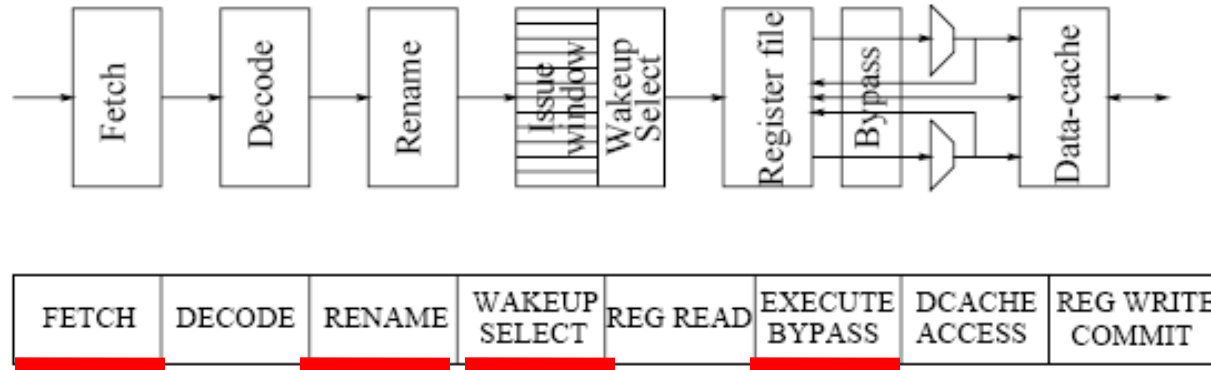 Fetch
Decode
Rename
Issue
window
Wakeup
Select
Register file
Bypass
Data-cache
FETCH
DECODE
RENAME
WAKEUP
SELECT
REG READ
EXECUTE
BYPASS
DCACHE
ACCESS
REG WRITE
COMMIT